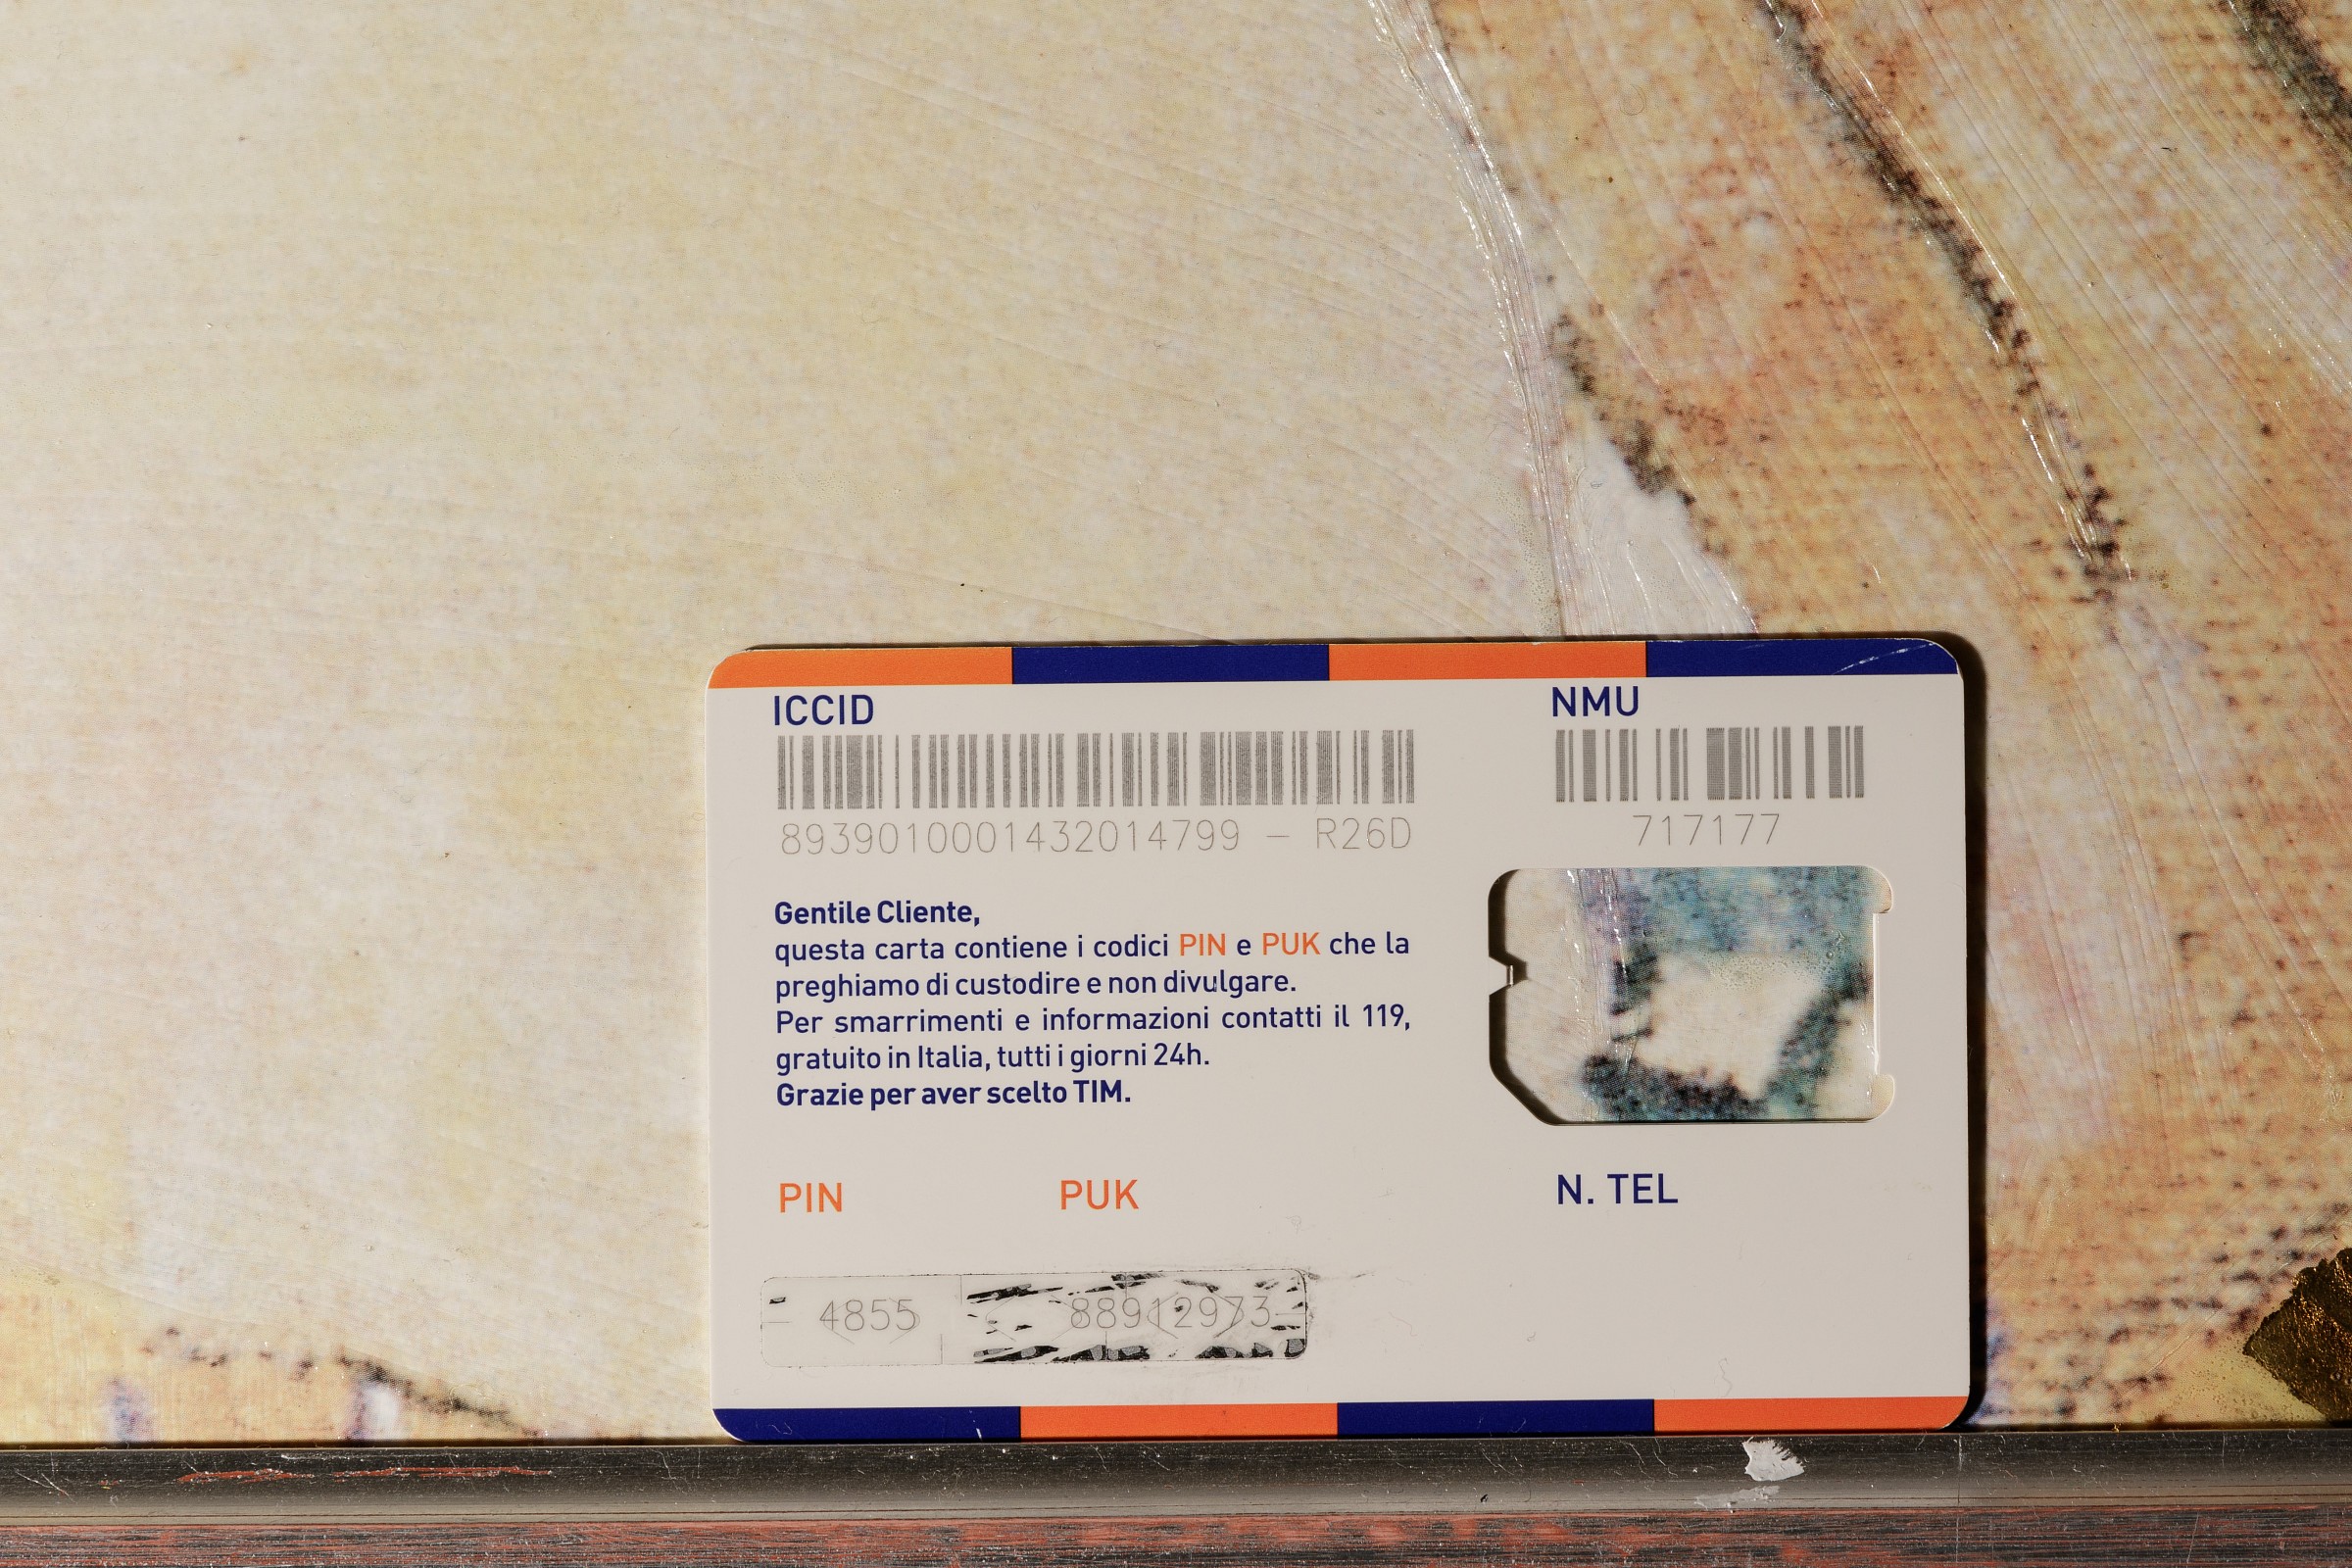 ICCID
NMU
8939010001432014799 - R26D
717177
Gentile Cliente,
questa carta contiene i codici PIN e PUK che la
preghiamo di custodire e non divulgare.
Per smarrimenti e informazioni contatti il 119,
gratuito in Italia, tutti i giorni 24h.
Grazie per aver scelto TIM.
PIN
PUK
N. TEL
4855
88912973